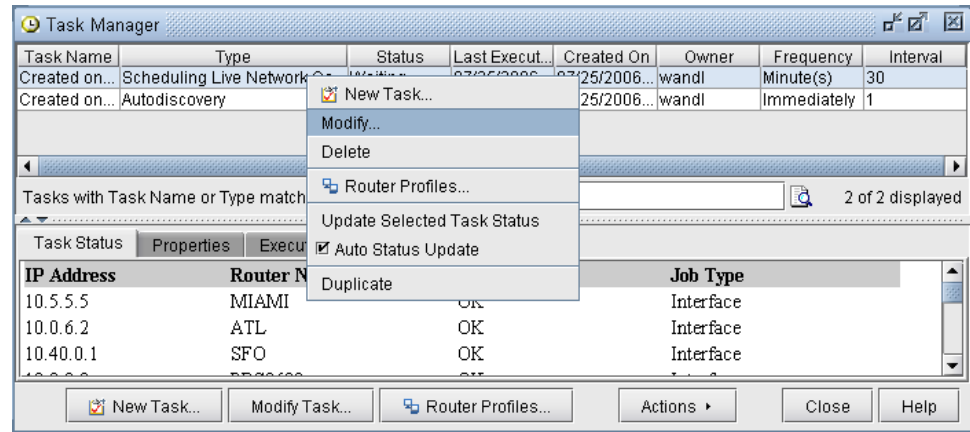 Task Manager
Task Name Type Status Last Execut... Created On Owner Frequency Interval
Created on... Scheduling Live Network 07/25/2006... wandl Minute(s) 30
Created on... Autodiscovery 25/2006... wandl Immediately 1
New Task...
Modify...
Delete
Router Profiles...
Update Selected Task Status
Auto Status Update
Duplicate
Tasks with Task Name or Type match 2 of 2 displayed
Task Status Properties Execu
IP Address Router N Job Type
10.5.5.5 MIAMI OK Interface
10.0.6.2 ATL OK Interface
10.40.0.1 SFO OK Interface
New Task... Modify Task... Router Profiles... Actions Close Help